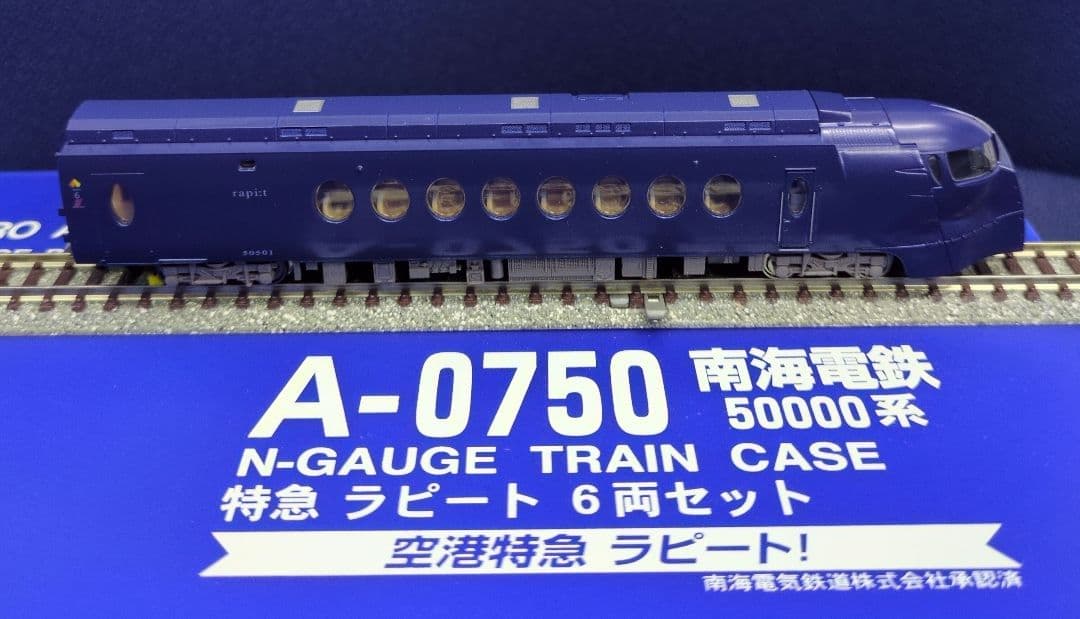 rapi:t
6
50501
A-0750 南海電鉄
50000系
N-GAUGE TRAIN CASE
特急 ラピート 6両セット
空港特急 ラピート!
南海電気鉄道株式会社承認済